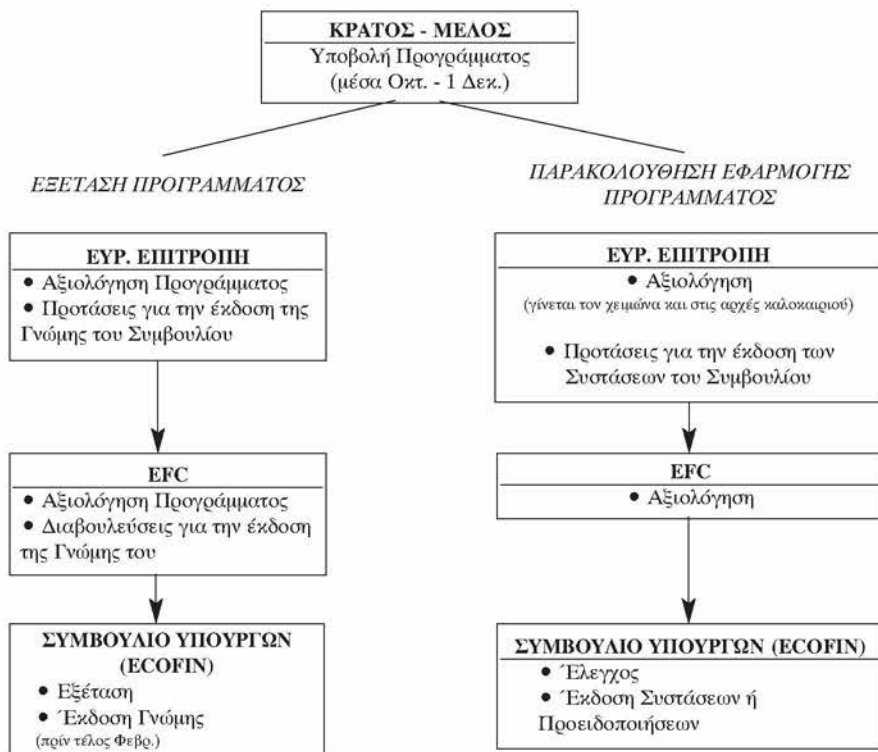 ΚΡΑΤΟΣ - ΜΕΛΟΣ
Υποβολή Προγράμματος
(μέσα Οκτ. - 1 Δεκ.)
ΕΞΕΤΑΣΗ ΠΡΟΓΡΑΜΜΑΤΟΣ
ΕΥΡ. ΕΠΙΤΡΟΠΗ
● Αξιολόγηση Προγράμματος
● Προτάσεις για την έκδοση της
Γνώμης του Συμβουλίου
EFC
● Αξιολόγηση Προγράμματος
● Διαβουλεύσεις για την έκδοση
της Γνώμης του
ΣΥΜΒΟΥΛΙΟ ΥΠΟΥΡΓΩΝ
(ECOFIN)
● Εξέταση
● Έκδοση Γνώμης
(πρίν τέλος Φεβρ.)
ΠΑΡΑΚΟΛΟΥΘΗΣΗ ΕΦΑΡΜΟΓΗΣ
ΠΡΟΓΡΑΜΜΑΤΟΣ
ΕΥΡ. ΕΠΙΤΡΟΠΗ
● Αξιολόγηση
(γίνεται τον χειμώνα και στις αρχές καλοκαιριού)
● Προτάσεις για την έκδοση των
Συστάσεων του Συμβουλίου
EFC
● Αξιολόγηση
ΣΥΜΒΟΥΛΙΟ ΥΠΟΥΡΓΩΝ (ECOFIN)
● Έλεγχος
● Έκδοση Συστάσεων ή
Προειδοποιήσεων